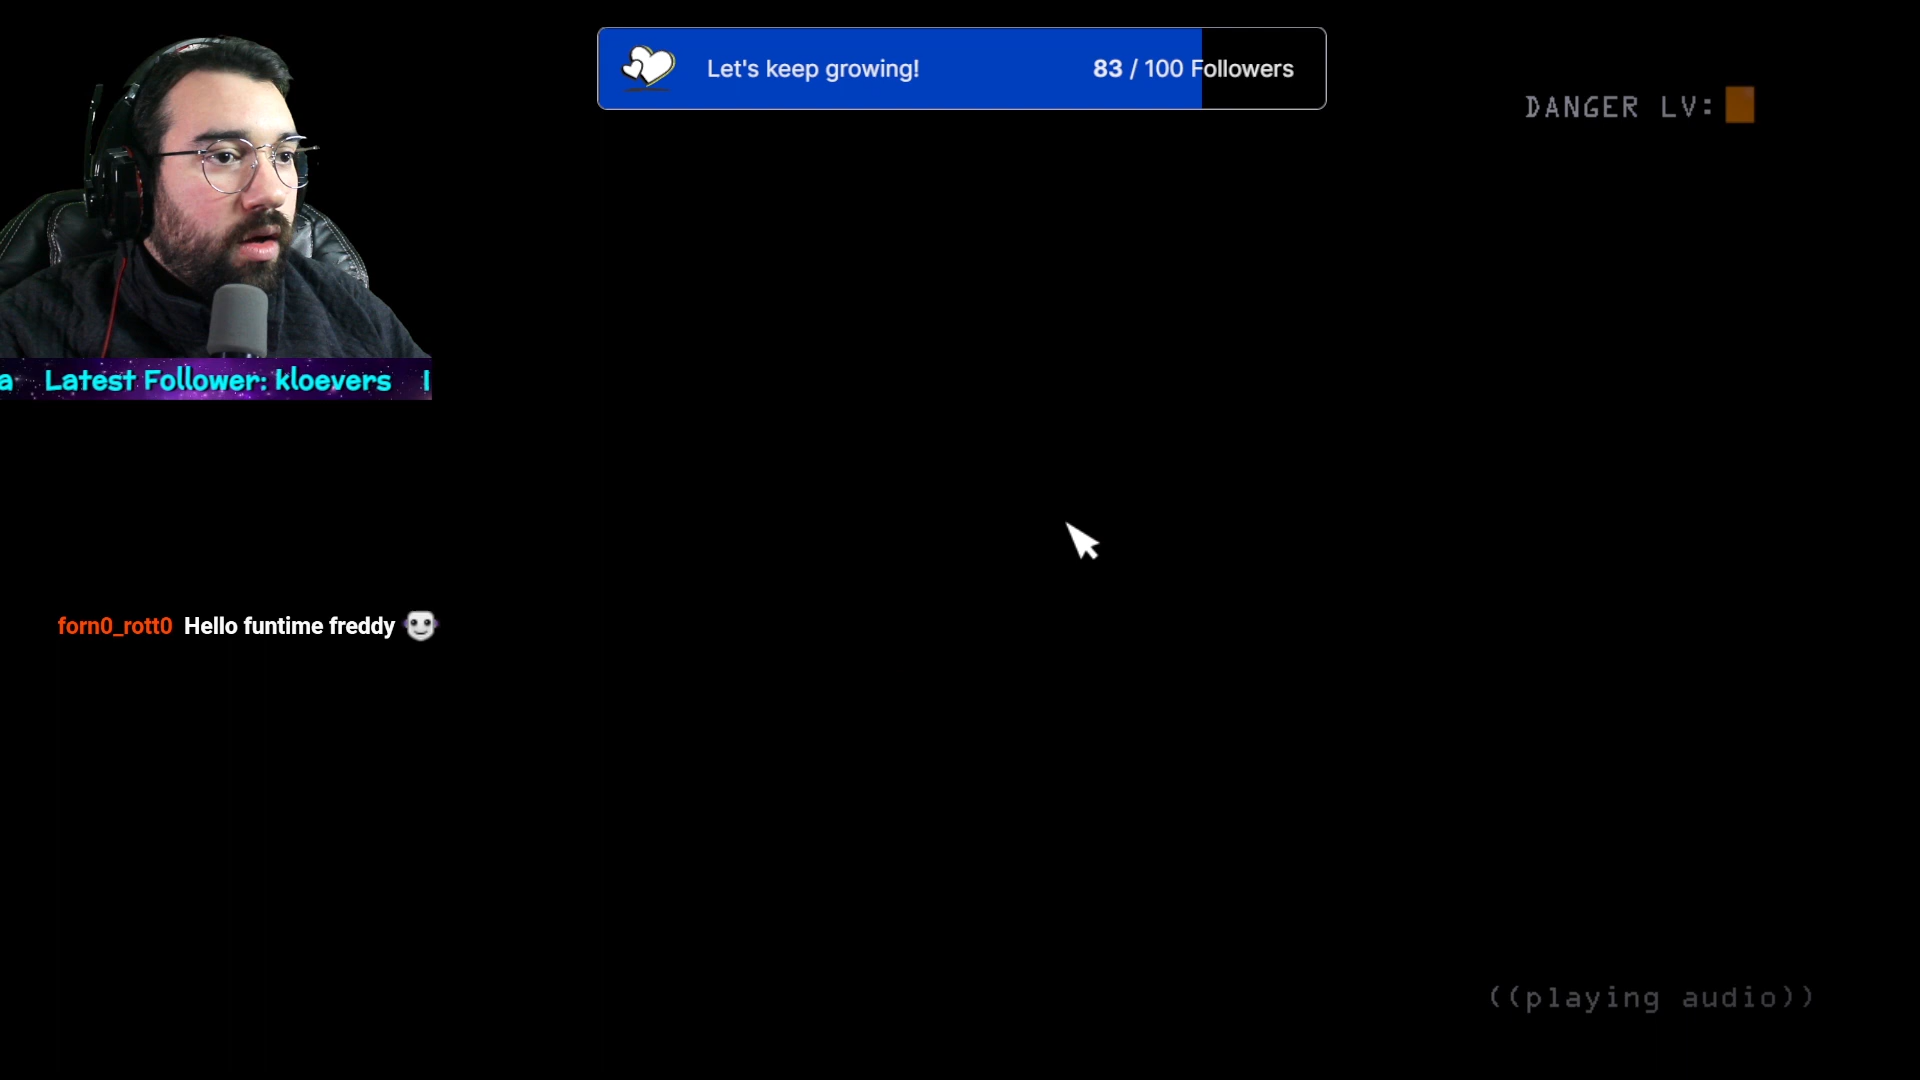 Let's keep growing! 83 / 100 Followers
DANGER LV:
a Latest Follower: kloevers
forn0_rott0 Hello funtime freddy
((playing audio))